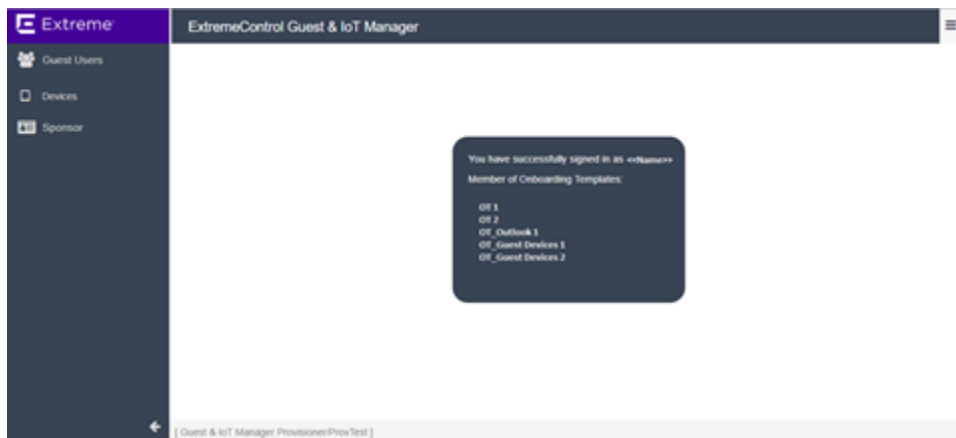 Extreme
ExtremeControl Guest & IoT Manager
Guest Users
Devices
Sponsor
You have successfully signed in as <<Name>>
Member of Onboarding Templates:
OT 1
OT 2
OT_Outlook 1
OT_Guest Devices 1
OT_Guest Devices 2
[ Guest & IoT Manager Provisioner/ProvTest ]